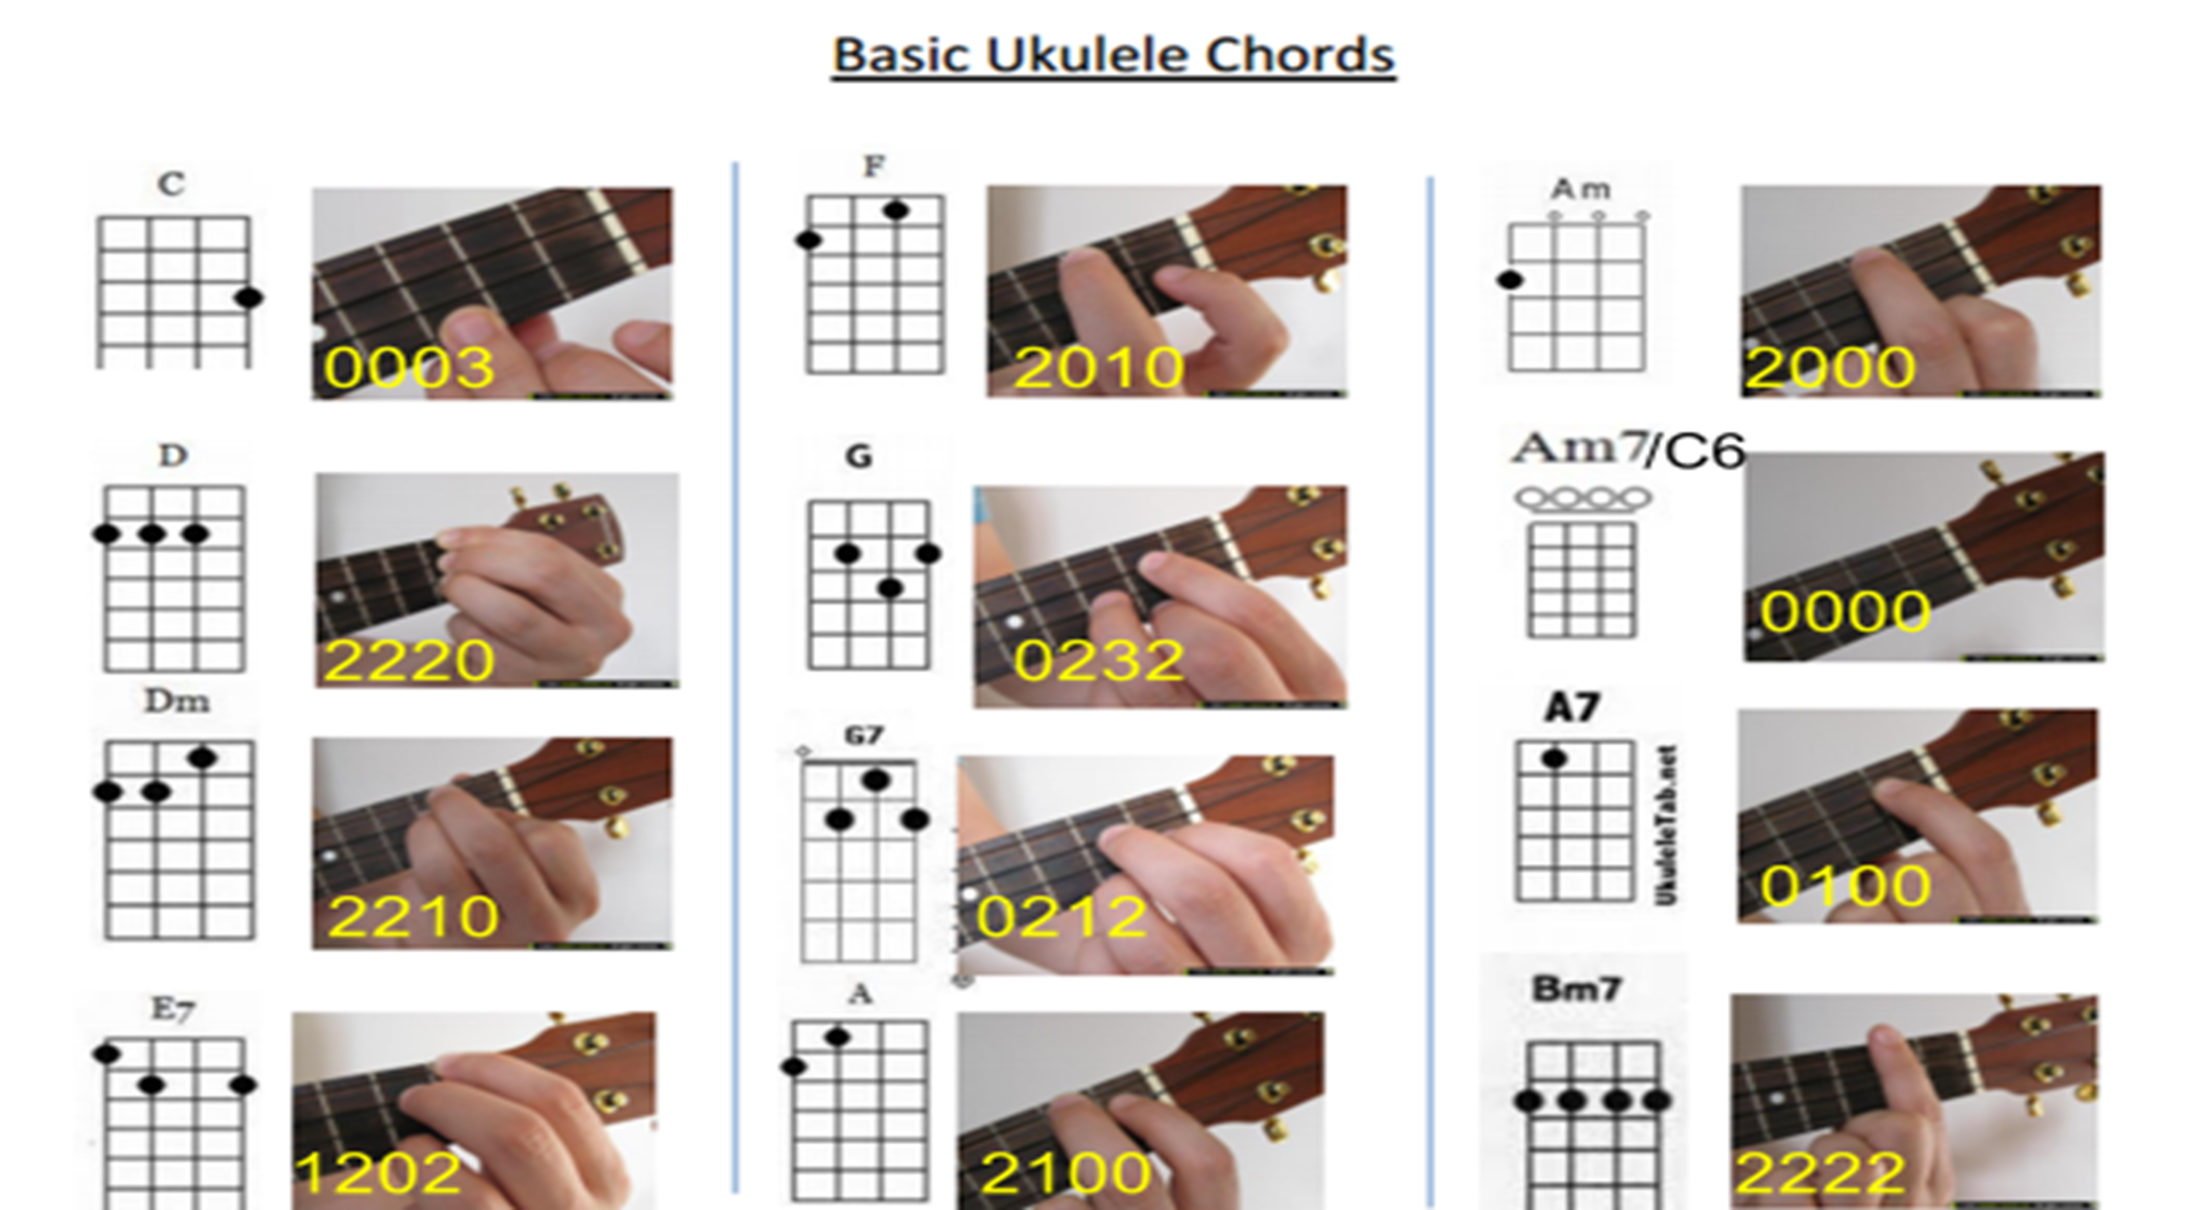 Basic Ukulele Chords
C
0003
D
2220
Dm
2210
E7
1202
F
2010
G
0232
G7
0212
A
2100
Am
2000
Am7/C6
0000
A7
UkuleleTab.net
0100
Bm7
2222